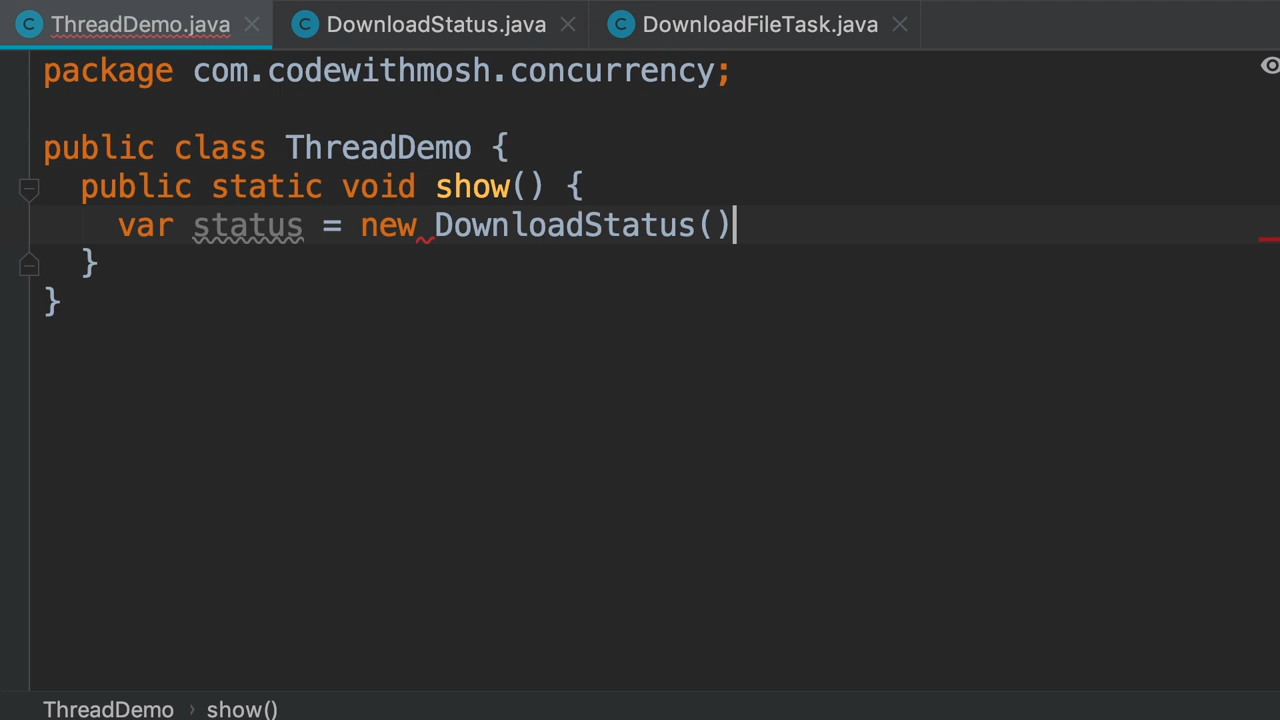 ThreadDemo.java DownloadStatus.java DownloadFileTask.java
package com.codewithmosh.concurrency;
public class ThreadDemo {
public static void show() {
var status = new DownloadStatus()
}
}
ThreadDemo › show()